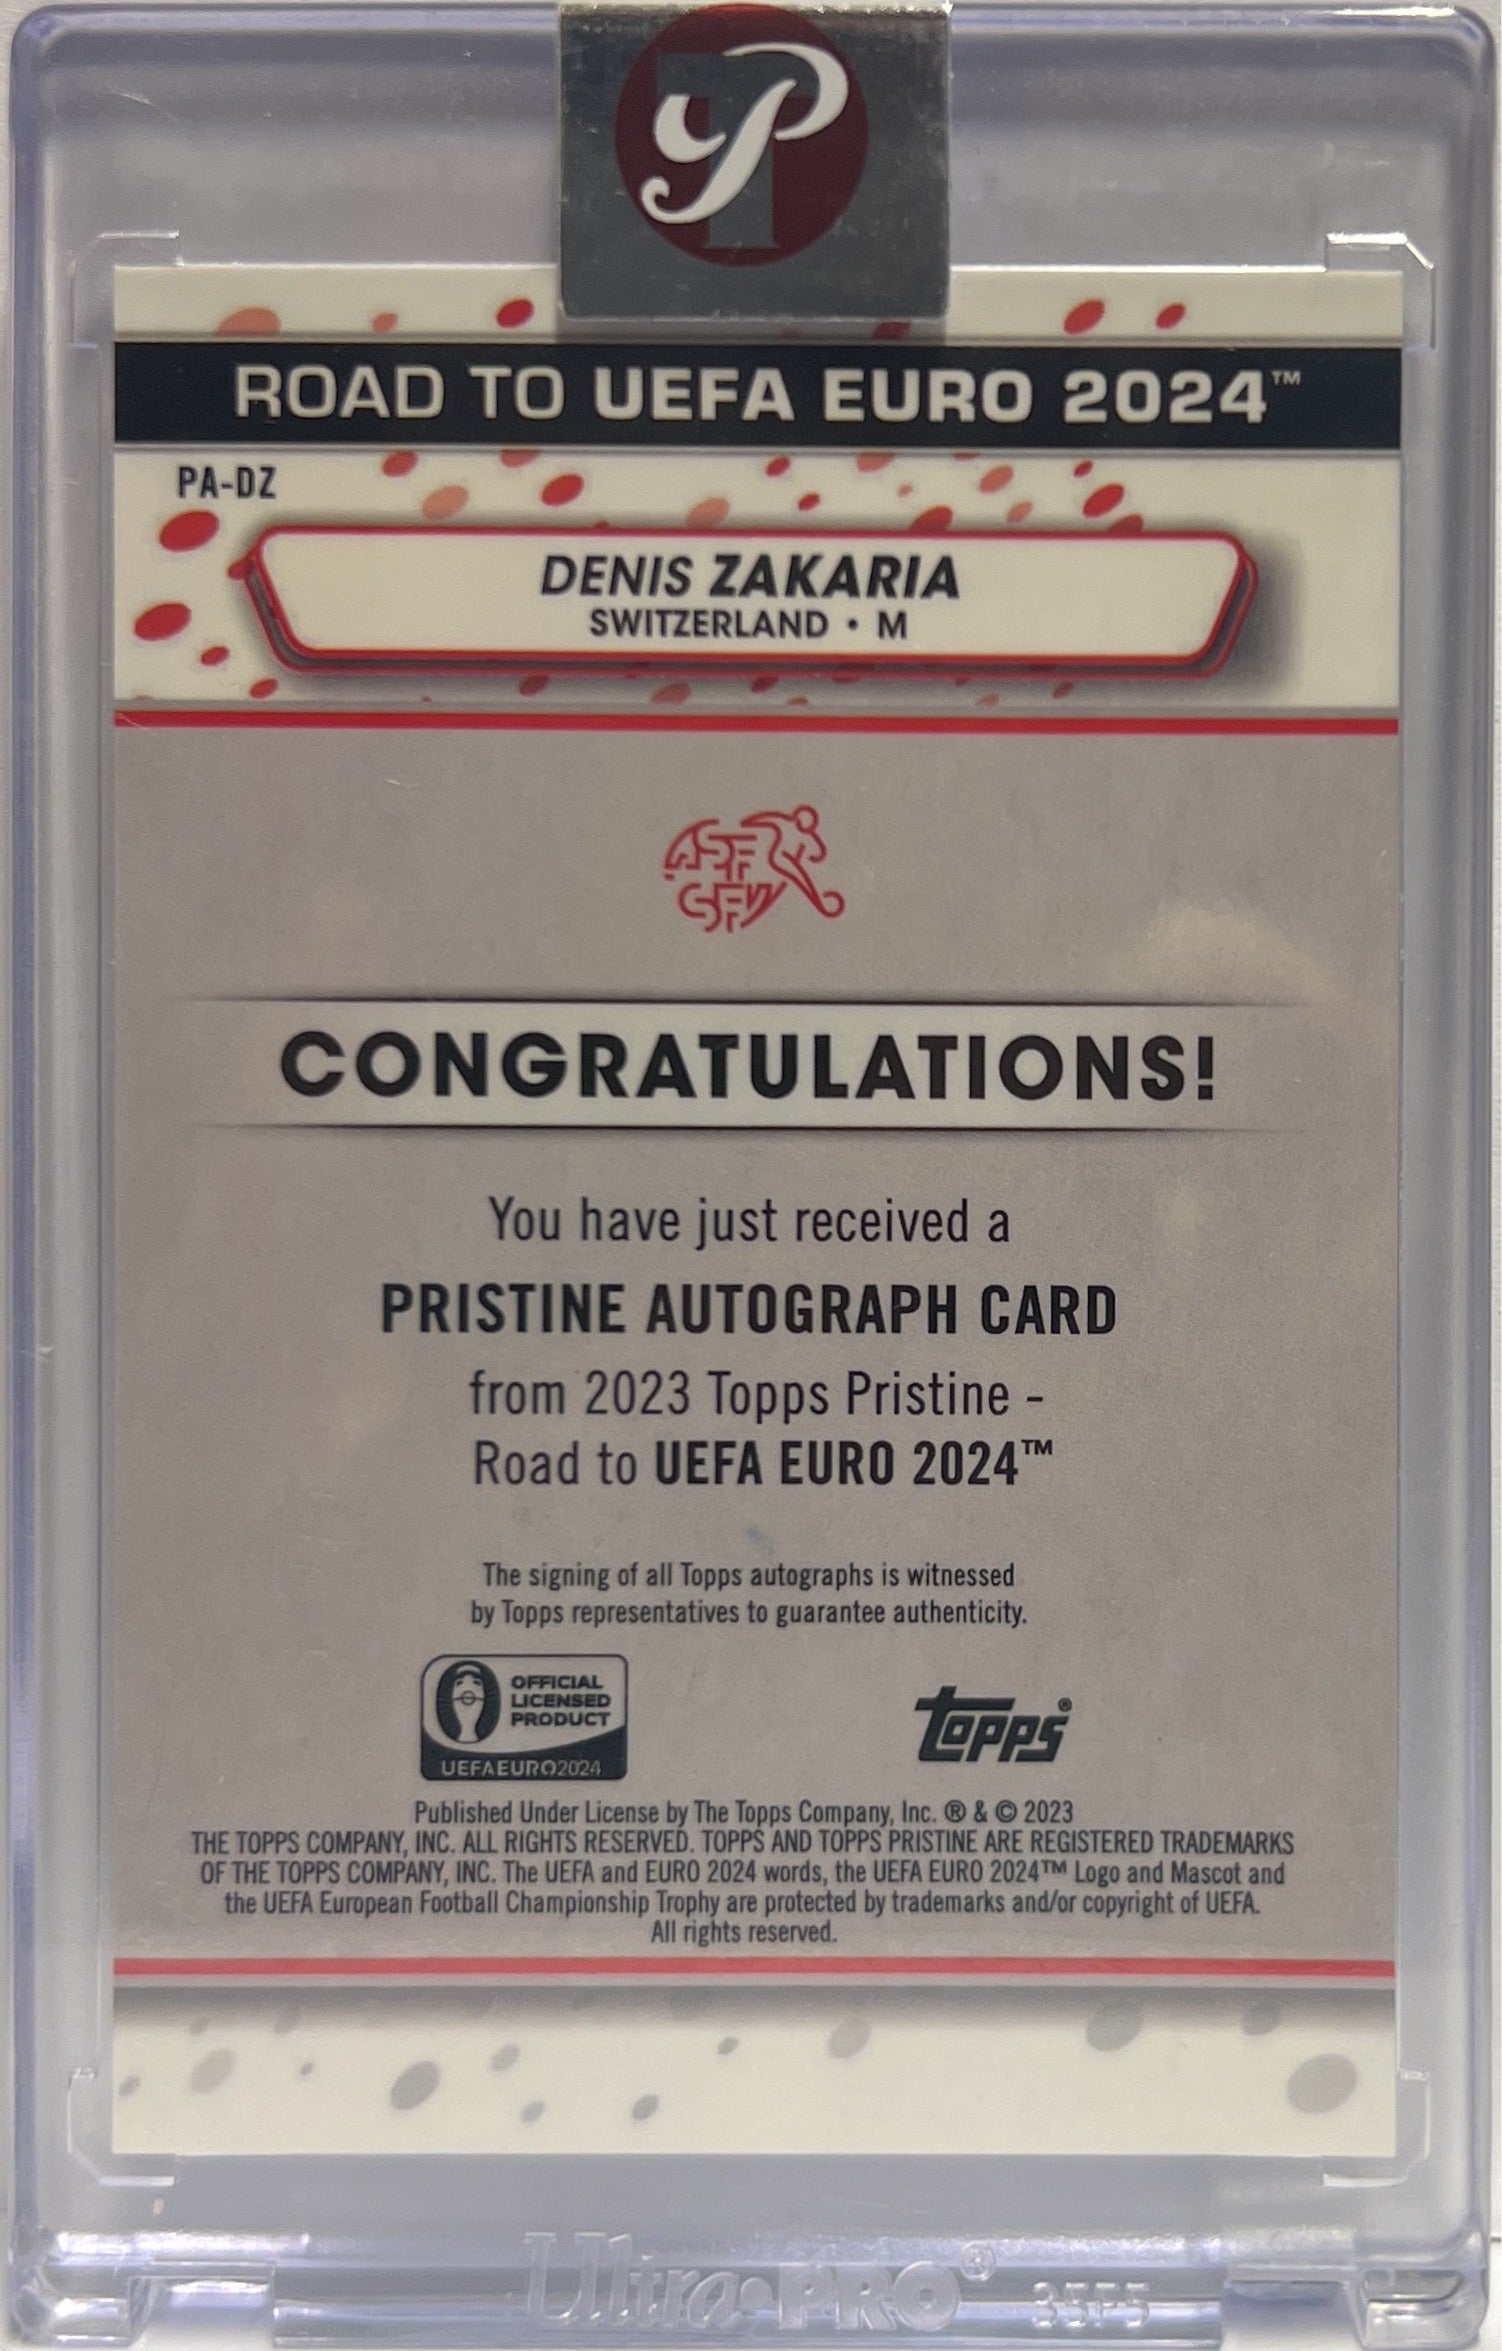 P
ROAD TO UEFA EURO 2024™
PA-DZ
DENIS ZAKARIA
SWITZERLAND • M
ASF
SFV
CONGRATULATIONS!
You have just received a
PRISTINE AUTOGRAPH CARD
from 2023 Topps Pristine -
Road to UEFA EURO 2024™
The signing of all Topps autographs is witnessed
by Topps representatives to guarantee authenticity.
OFFICIAL
LICENSED
PRODUCT
UEFAEURO2024
Topps®
Published Under License by The Topps Company, Inc. ® & © 2023
THE TOPPS COMPANY, INC. ALL RIGHTS RESERVED. TOPPS AND TOPPS PRISTINE ARE REGISTERED TRADEMARKS
OF THE TOPPS COMPANY, INC. The UEFA and EURO 2024 words, the UEFA EURO 2024™ Logo and Mascot and
the UEFA European Football Championship Trophy are protected by trademarks and/or copyright of UEFA.
All rights reserved.
Ultra•PRO®